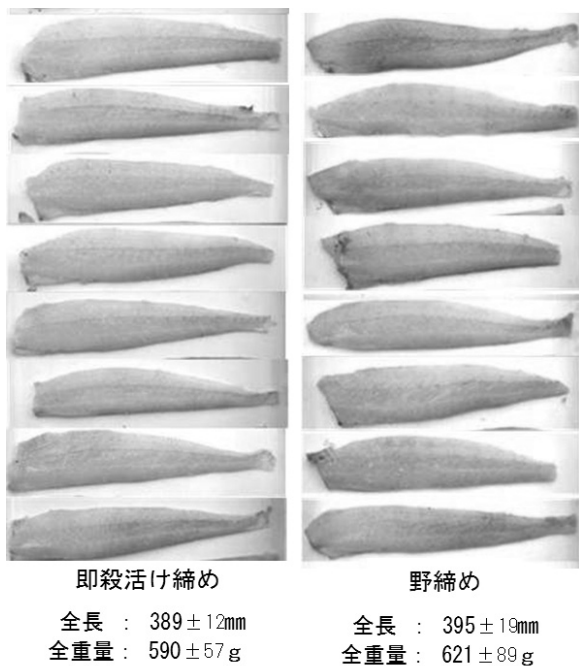 即殺活け締め
全長 : 389±12mm
全重量 : 590±57g
野締め
全長 : 395±19mm
全重量 : 621±89g